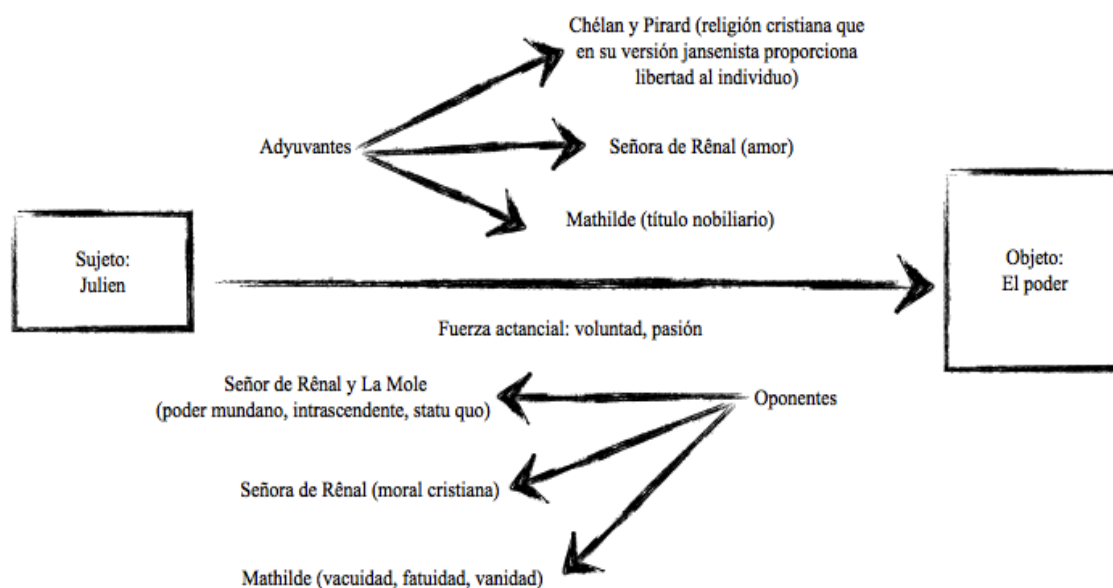 Chélan y Pirard (religión cristiana que
en su versión jansenista proporciona
libertad al individuo)
Adyuvantes
Señora de Rênal (amor)
Mathilde (título nobiliario)
Sujeto:
Julien
Objeto:
El poder
Fuerza actancial: voluntad, pasión
Señor de Rênal y La Mole
(poder mundano, intrascendente, statu quo)
Oponentes
Señora de Rênal (moral cristiana)
Mathilde (vacuidad, fatuidad, vanidad)